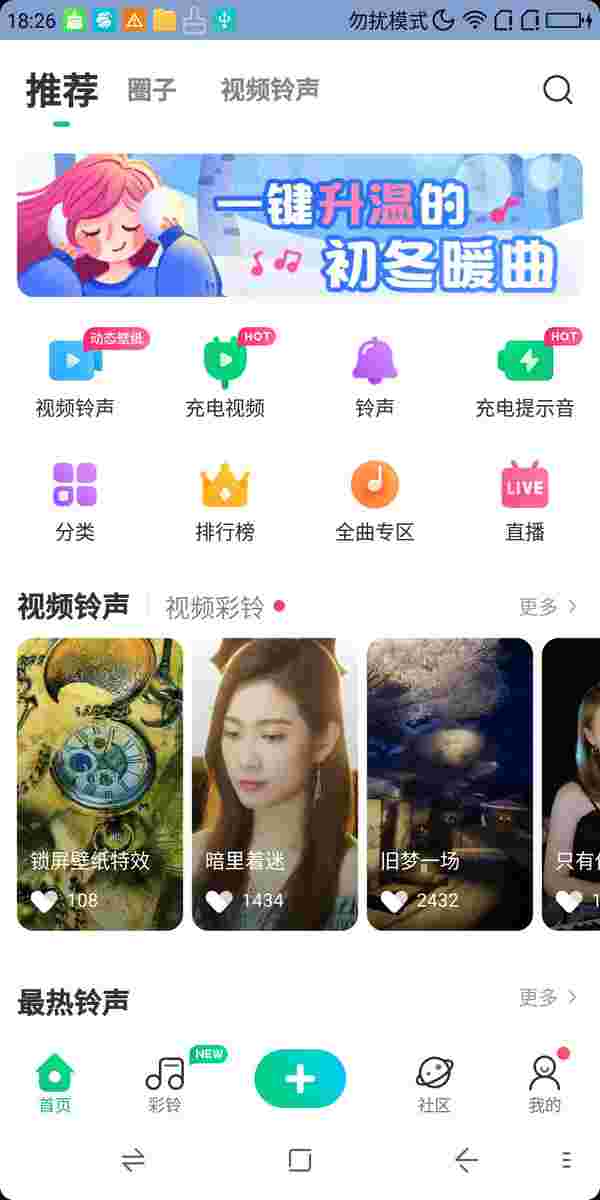 18:26 勿扰模式
推荐 圈子 视频铃声
一键升温的
初冬暖曲
动态壁纸 HOT HOT
视频铃声 充电视频 铃声 充电提示音
LIVE
分类 排行榜 全曲专区 直播
视频铃声 视频彩铃 更多
锁屏壁纸特效 暗里着迷 旧梦一场 只有
108 1434 2432 1
最热铃声 更多
NEW
首页 彩铃 社区 我的